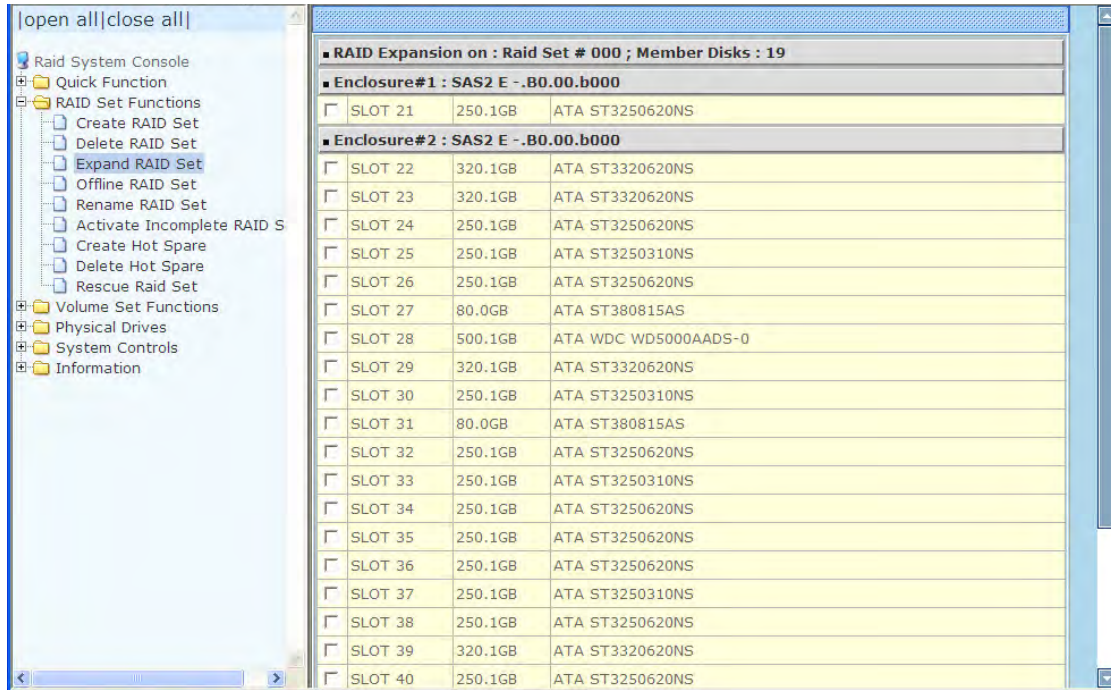 |open all|close all|
Raid System Console
Quick Function
RAID Set Functions
Create RAID Set
Delete RAID Set
Expand RAID Set
Offline RAID Set
Rename RAID Set
Activate Incomplete RAID S
Create Hot Spare
Delete Hot Spare
Rescue Raid Set
Volume Set Functions
Physical Drives
System Controls
Information
RAID Expansion on : Raid Set # 000 ; Member Disks : 19
Enclosure#1 : SAS2 E -.B0.00.b000
SLOT 21 250.1GB ATA ST3250620NS
Enclosure#2 : SAS2 E -.B0.00.b000
SLOT 22 320.1GB ATA ST3320620NS
SLOT 23 320.1GB ATA ST3320620NS
SLOT 24 250.1GB ATA ST3250620NS
SLOT 25 250.1GB ATA ST3250310NS
SLOT 26 250.1GB ATA ST3250620NS
SLOT 27 80.0GB ATA ST380815AS
SLOT 28 500.1GB ATA WDC WD5000AADS-0
SLOT 29 320.1GB ATA ST3320620NS
SLOT 30 250.1GB ATA ST3250310NS
SLOT 31 80.0GB ATA ST380815AS
SLOT 32 250.1GB ATA ST3250620NS
SLOT 33 250.1GB ATA ST3250310NS
SLOT 34 250.1GB ATA ST3250620NS
SLOT 35 250.1GB ATA ST3250620NS
SLOT 36 250.1GB ATA ST3250620NS
SLOT 37 250.1GB ATA ST3250310NS
SLOT 38 250.1GB ATA ST3250620NS
SLOT 39 320.1GB ATA ST3320620NS
SLOT 40 250.1GB ATA ST3250620NS